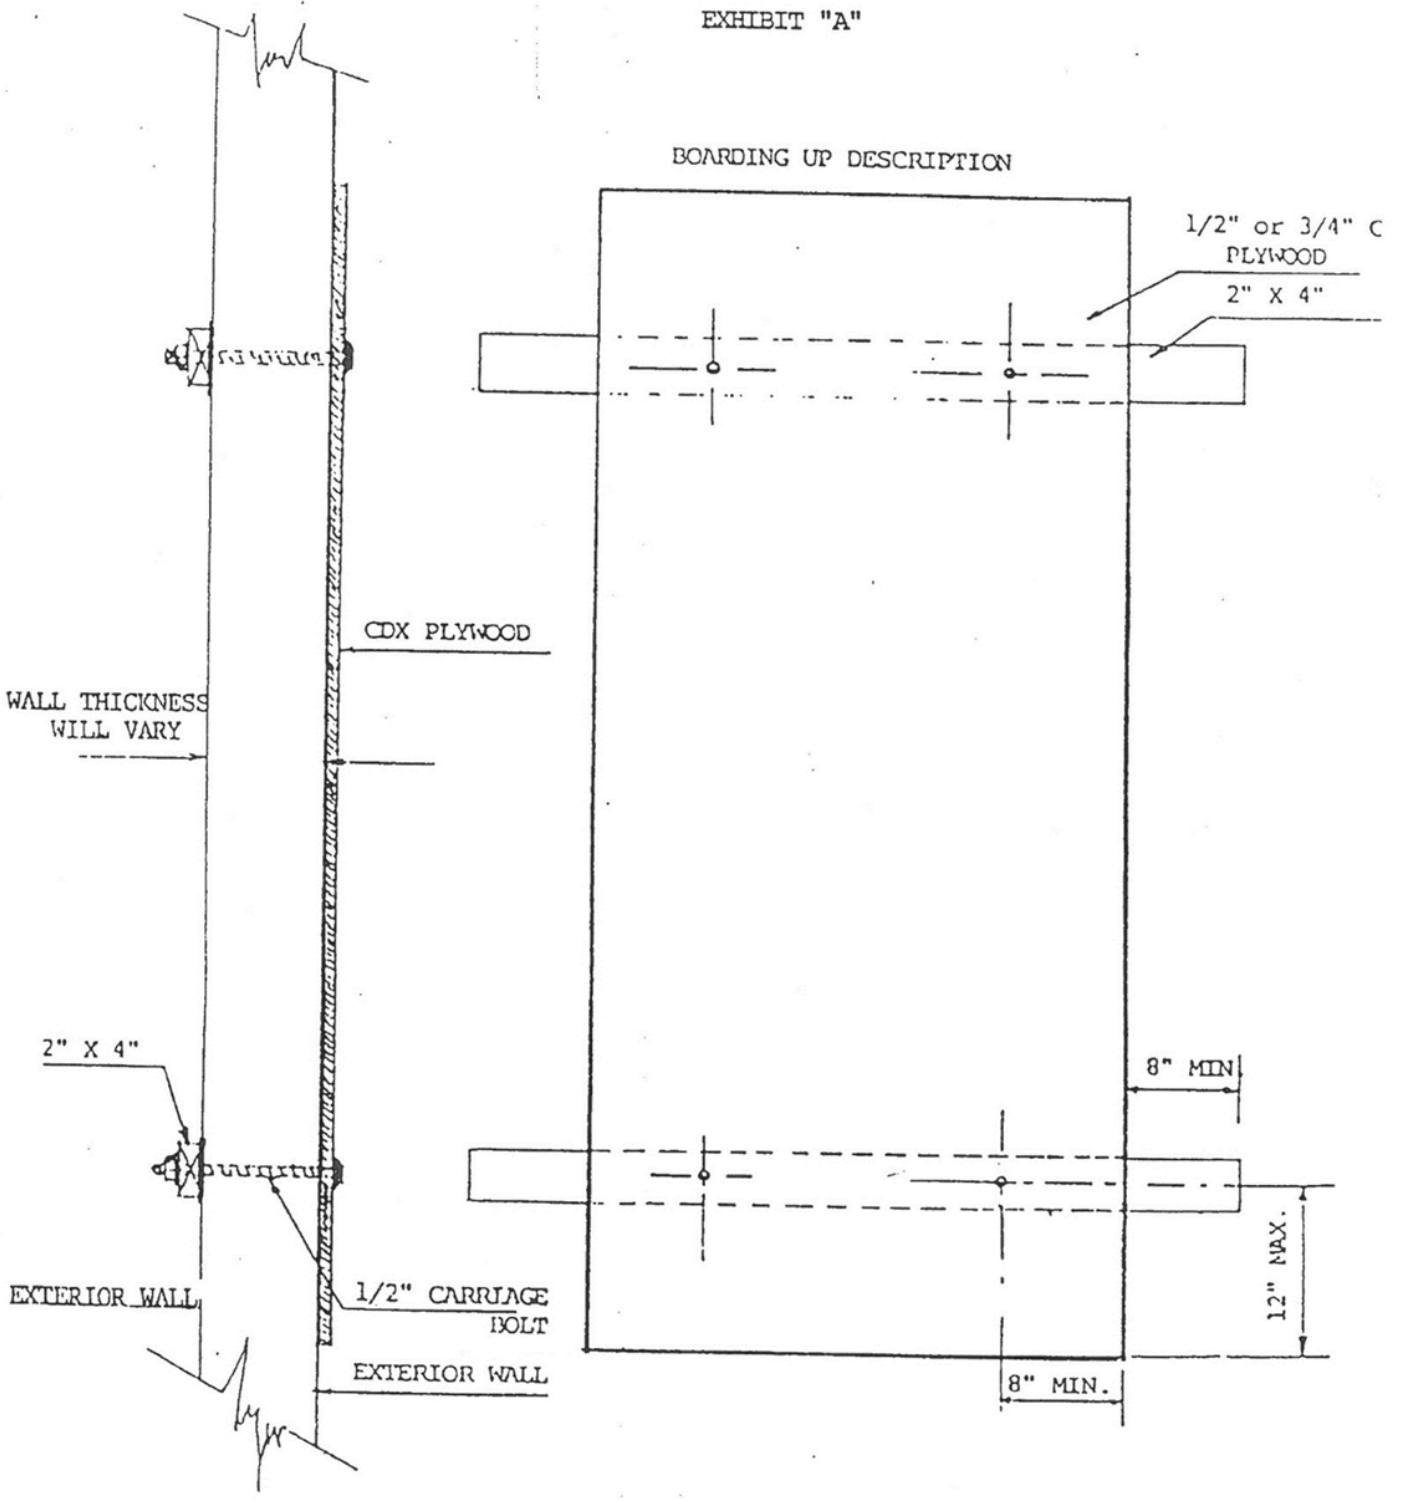 EXHIBIT "A"
BOARDING UP DESCRIPTION
1/2" or 3/4" C
PLYWOOD
2" X 4"
CDX PLYWOOD
WALL THICKNESS
WILL VARY
2" X 4"
8" MIN
12" MAX.
EXTERIOR WALL
1/2" CARRIAGE
BOLT
EXTERIOR WALL
8" MIN.